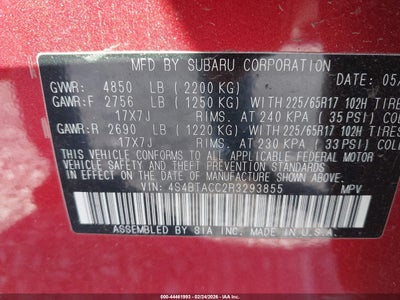 MFD BY SUBARU CORPORATION
GVWR: 4850 LB (2200 KG) DATE: 05/
GAWR:F 2756 LB (1250 KG) WITH 225/65R17 102H TIRES
17X7J RIMS. AT 240 KPA ( 35 PSI) COLD
GAWR:R 2690 LB (1220 KG) WITH 225/65R17 102H TIRES
17X7J RIMS. AT 230 KPA ( 33 PSI) COLD
THIS VEHICLE CONFORMS TO ALL APPLICABLE FEDERAL MOTOR
VEHICLE SAFETY AND THEFT PREVENTION STANDARDS IN
EFFECT ON THE DATE OF MANUFACTURE SHOWN ABOVE.
VIN: 4S4BTACC2R3293855 MPV
ASSEMBLED BY SIA INC. MADE IN U.S.A.
44461993 - 02/24/2026 - IAA Inc.